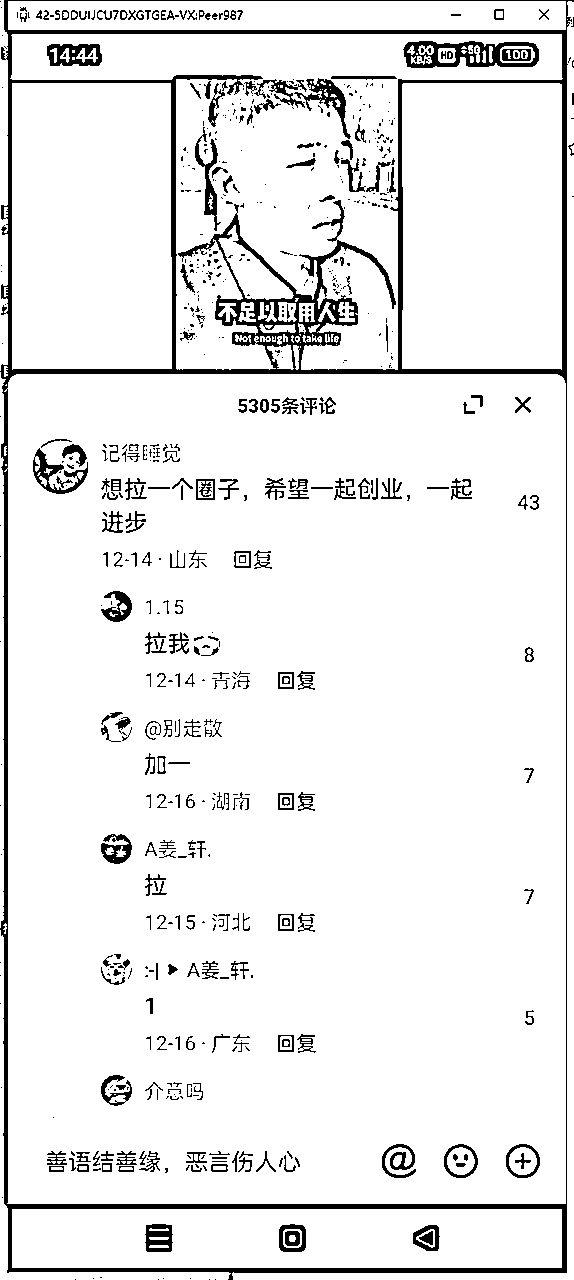 42-5DDUIJCU7DXGTGEA-VX:Peer987
14:44
4.00 KB/S HD 5G 100
不足以取用人生
Not enough to take life
5305条评论
记得睡觉
想拉一个圈子，希望一起创业，一起
进步
43
12-14 · 山东 回复
1.15
拉我
8
12-14 · 青海 回复
@别走散
加一
7
12-16 · 湖南 回复
A姜_轩.
拉
7
12-15 · 河北 回复
:-| ▶ A姜_轩.
1
5
12-16 · 广东 回复
介意吗
善语结善缘，恶言伤人心